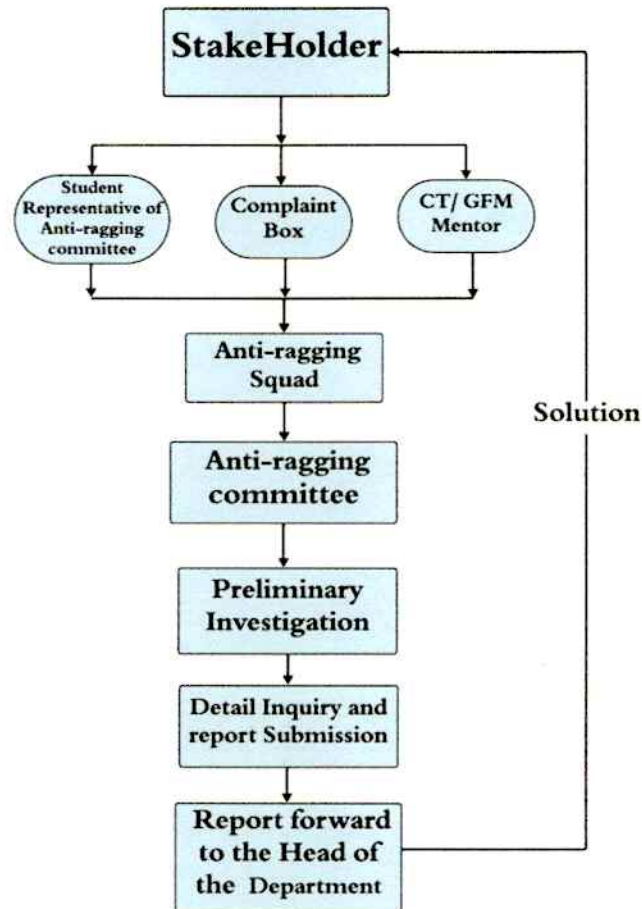 StakeHolder
Student
Representative of
Anti-ragging
committee
Complaint
Box
CT/ GFM
Mentor
Anti-ragging
Squad
Solution
Anti-ragging
committee
Preliminary
Investigation
Detail Inquiry and
report Submission
Report forward
to the Head of
the Department